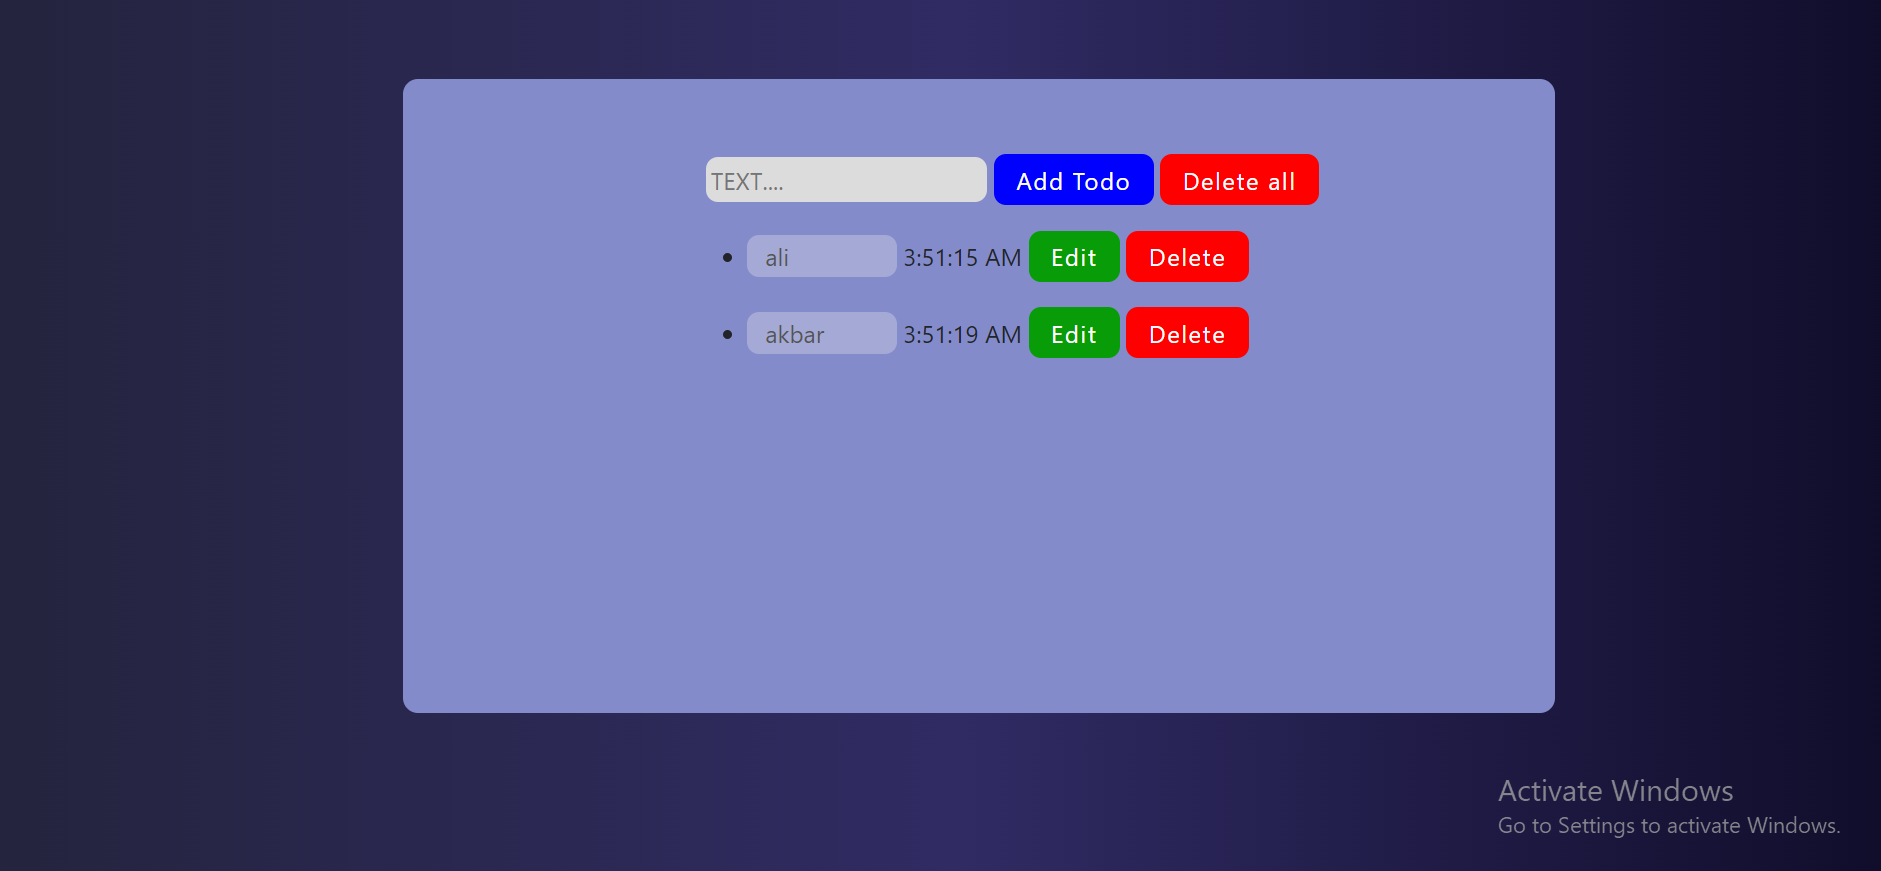 TEXT.... Add Todo Delete all
ali 3:51:15 AM Edit Delete
akbar 3:51:19 AM Edit Delete
Activate Windows
Go to Settings to activate Windows.